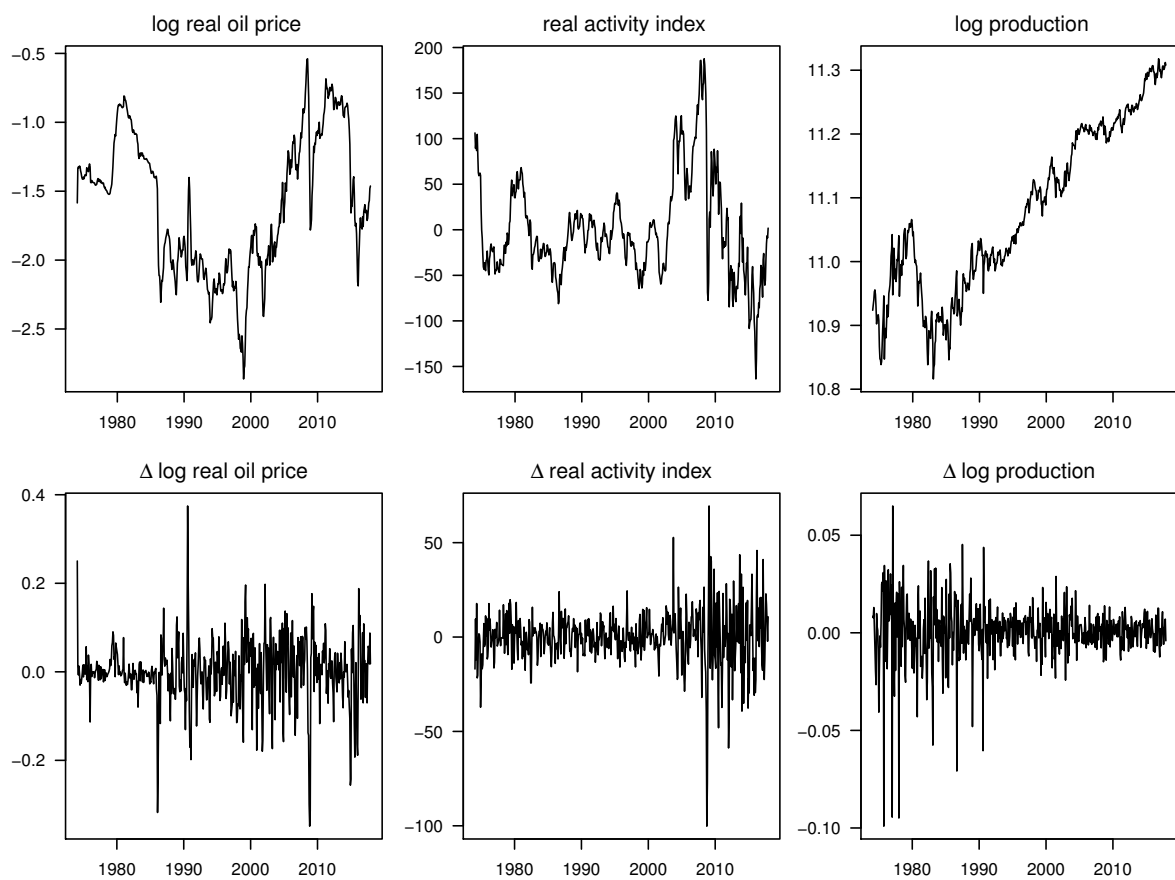 log real oil price
−0.5
−1.0
−1.5
−2.0
−2.5
1980 1990 2000 2010
real activity index
200
150
100
50
0
−50
−100
−150
1980 1990 2000 2010
log production
11.3
11.2
11.1
11.0
10.9
10.8
1980 1990 2000 2010
Δ log real oil price
0.4
0.2
0.0
−0.2
1980 1990 2000 2010
Δ real activity index
50
0
−50
−100
1980 1990 2000 2010
Δ log production
0.05
0.00
−0.05
−0.10
1980 1990 2000 2010